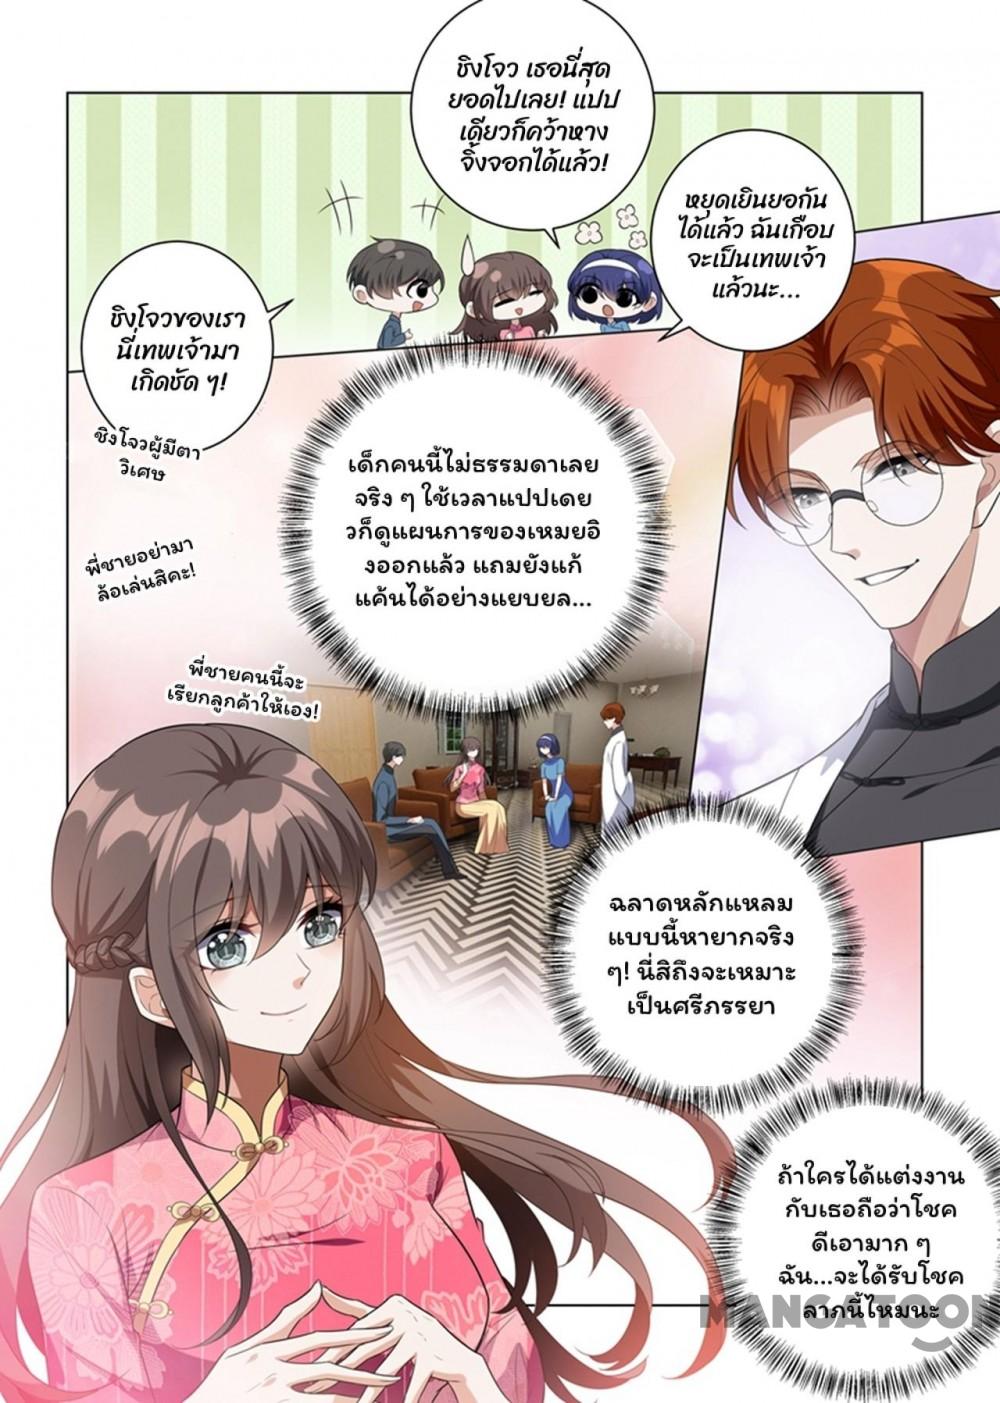 ชิงโจว เธอนี่สุด
ยอดไปเลย! แปป
เดียวก็คว้าหาง
จิ้งจอกได้แล้ว!
หยุดเยินยอกัน
ได้แล้ว ฉันเกือบ
จะเป็นเทพเจ้า
แล้วนะ...
ชิงโจวของเรา
นี่เทพเจ้ามา
เกิดชัด ๆ!
ชิงโจวผู้มีตา
วิเศษ
พี่ชายอย่ามา
ล้อเล่นสิคะ!
พี่ชายคนนี้จะ
เรียกลูกค้าให้เอง!
เด็กคนนี้ไม่ธรรมดาเลย
จริง ๆ ใช้เวลาแปปเดีย
วก็ดูแผนการของเหมยอิ
งออกแล้ว แถมยังแก้
แค้นได้อย่างแยบยล...
ฉลาดหลักแหลม
แบบนี้หายากจริง
ๆ! นี่สิถึงจะเหมาะ
เป็นศรีภรรยา
ถ้าใครได้แต่งงาน
กับเธอถือว่าโชค
ดีเอามาก ๆ
ฉัน...จะได้รับโชค
ลาภนี้ไหมนะ
MANGATOON